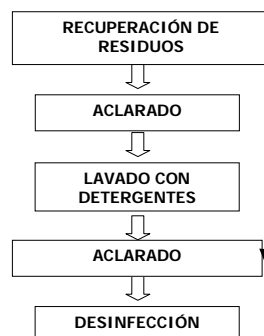 RECUPERACIÓN DE
RESIDUOS
ACLARADO
LAVADO CON
DETERGENTES
ACLARADO
DESINFECCIÓN